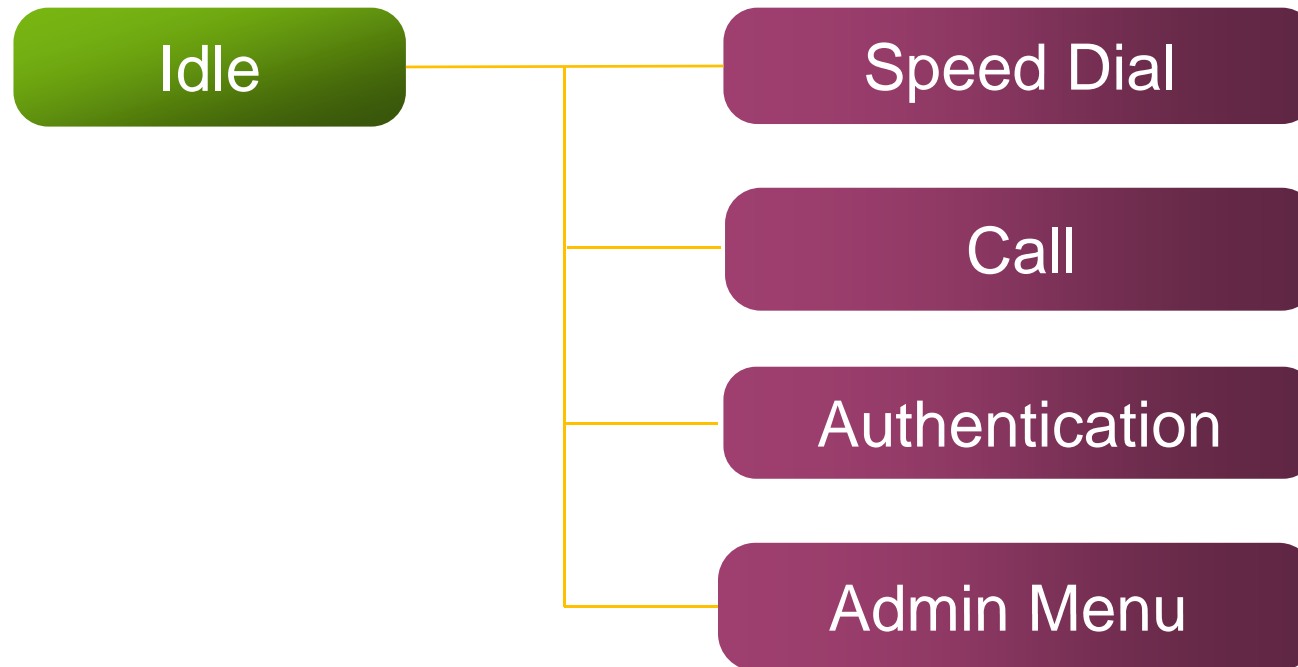 Idle
Speed Dial
Call
Authentication
Admin Menu